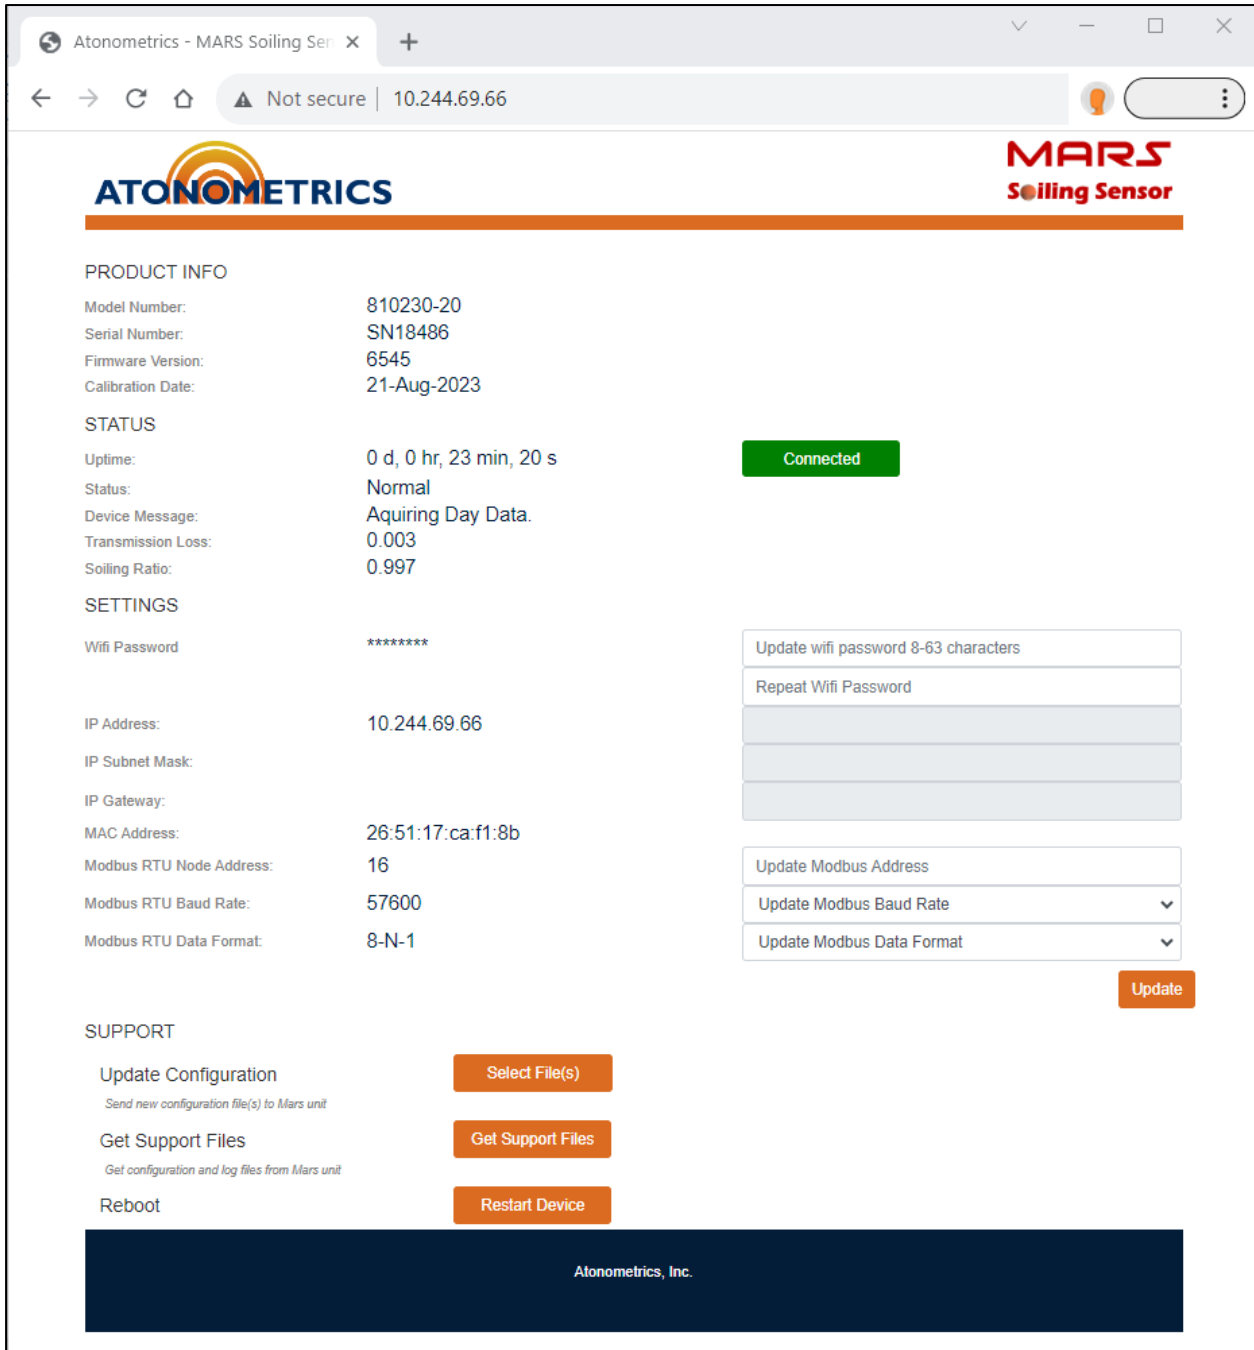 Atonometrics - MARS Soiling Sen
Not secure 10.244.69.66
ATONOMETRICS
MARS
Soiling Sensor
PRODUCT INFO
Model Number: 810230-20
Serial Number: SN18486
Firmware Version: 6545
Calibration Date: 21-Aug-2023
STATUS
Uptime: 0 d, 0 hr, 23 min, 20 s Connected
Status: Normal
Device Message: Aquiring Day Data.
Transmission Loss: 0.003
Soiling Ratio: 0.997
SETTINGS
Wifi Password ******** Update wifi password 8-63 characters
Repeat Wifi Password
IP Address: 10.244.69.66
IP Subnet Mask:
IP Gateway:
MAC Address: 26:51:17:ca:f1:8b
Modbus RTU Node Address: 16 Update Modbus Address
Modbus RTU Baud Rate: 57600 Update Modbus Baud Rate
Modbus RTU Data Format: 8-N-1 Update Modbus Data Format
Update
SUPPORT
Update Configuration Select File(s)
Send new configuration file(s) to Mars unit
Get Support Files Get Support Files
Get configuration and log files from Mars unit
Reboot Restart Device
Atonometrics, Inc.